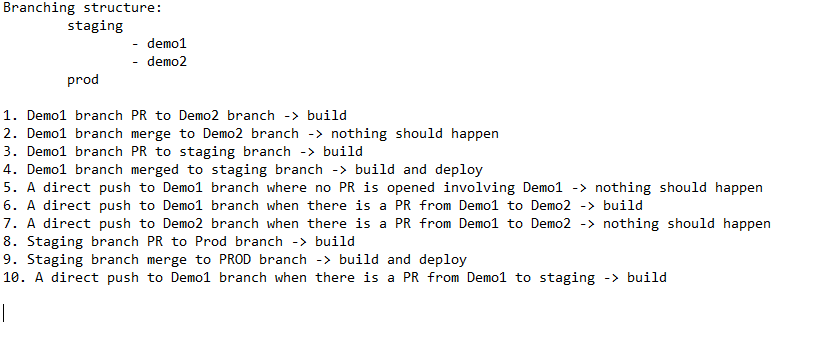 Branching structure:
staging
- demo1
- demo2
prod
1. Demo1 branch PR to Demo2 branch -> build
2. Demo1 branch merge to Demo2 branch -> nothing should happen
3. Demo1 branch PR to staging branch -> build
4. Demo1 branch merged to staging branch -> build and deploy
5. A direct push to Demo1 branch where no PR is opened involving Demo1 -> nothing should happen
6. A direct push to Demo1 branch when there is a PR from Demo1 to Demo2 -> build
7. A direct push to Demo2 branch when there is a PR from Demo1 to Demo2 -> nothing should happen
8. Staging branch PR to Prod branch -> build
9. Staging branch merge to PROD branch -> build and deploy
10. A direct push to Demo1 branch when there is a PR from Demo1 to staging -> build